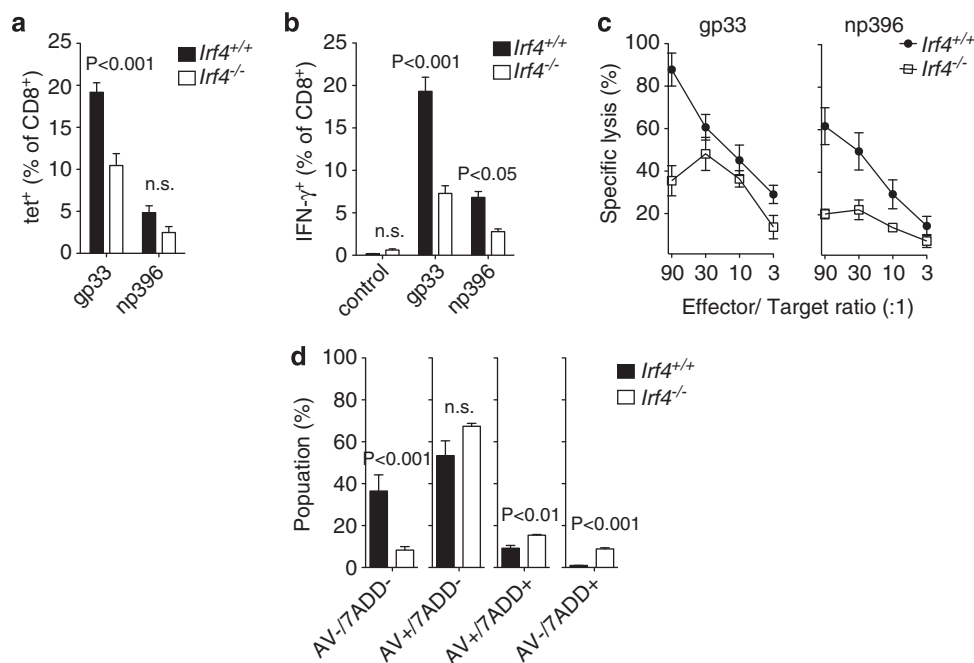 a
tet+ (% of CD8+)
25
20
15
10
5
0
P<0.001
n.s.
Irf4+/+
Irf4-/-
gp33
np396
b
IFN-γ+ (% of CD8+)
25
20
15
10
5
0
n.s.
P<0.001
P<0.05
Irf4+/+
Irf4-/-
control
gp33
np396
c
gp33
np396
Irf4+/+
Irf4-/-
Specific lysis (%)
100
80
60
40
20
90 30 10 3
90 30 10 3
Effector/ Target ratio (:1)
d
Popuation (%)
100
80
60
40
20
0
P<0.001
n.s.
P<0.01
P<0.001
Irf4+/+
Irf4-/-
AV-/7ADD-
AV+/7ADD-
AV+/7ADD+
AV-/7ADD+